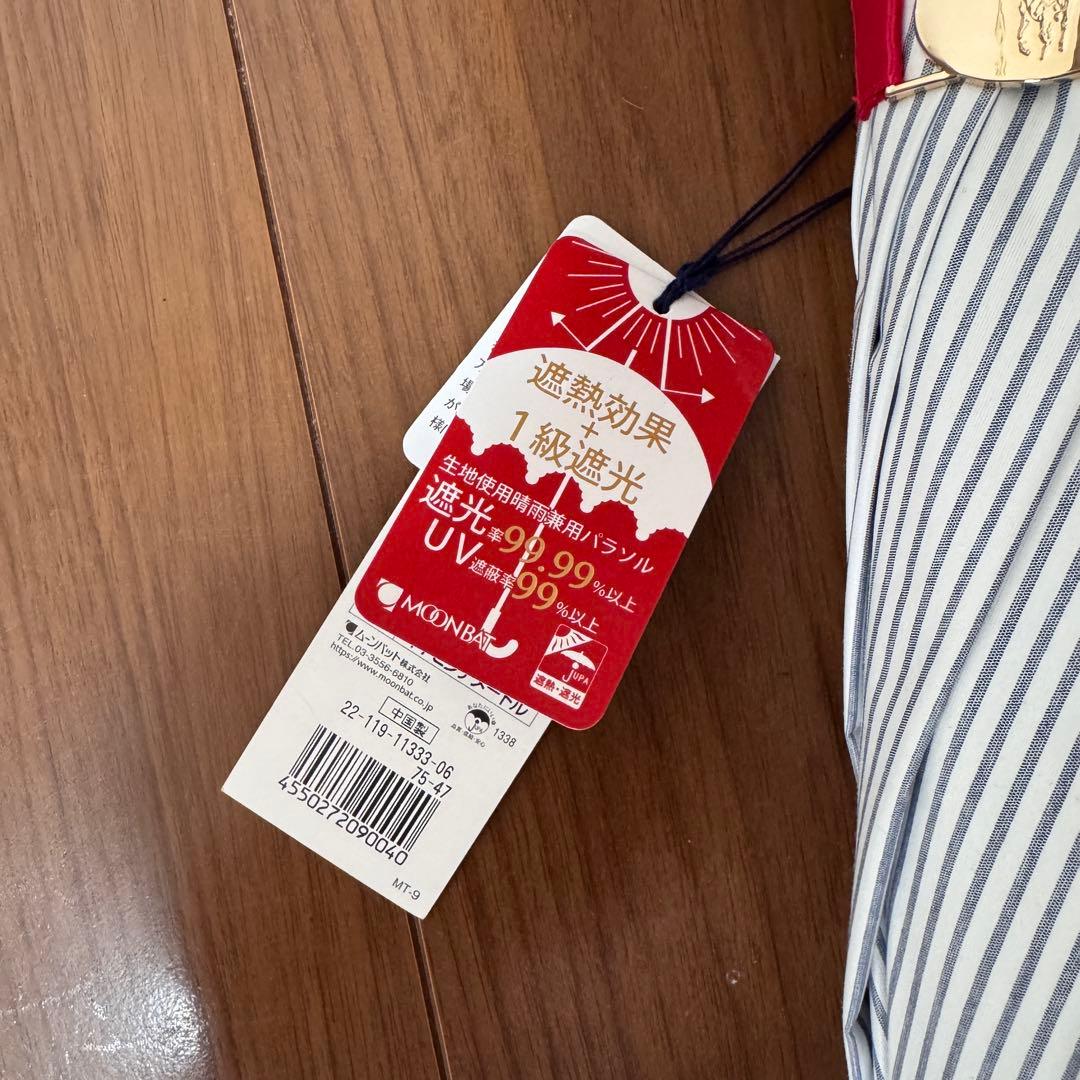 遮熱効果
+
1級遮光
生地使用晴雨兼用パラソル
遮光率99.99%以上
UV遮蔽率99%以上
MOONBAT
JUPA
遮熱・遮光
ムーンバット株式会社
TEL.03-3556-6810
https://www.moonbat.co.jp
中国製
1338
22-119-11333-06
75-47
4550272090040
MT-9
場
が
様